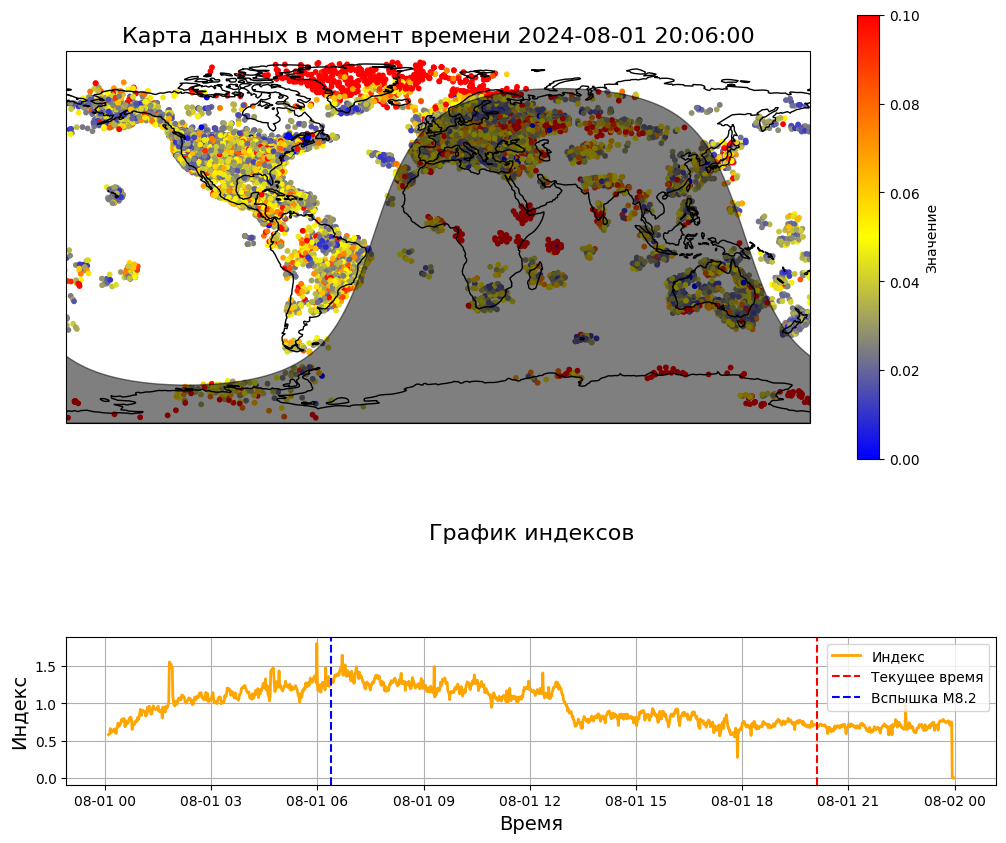 Карта данных в момент времени 2024-08-01 20:06:00
0.10
0.08
0.06
0.04
0.02
0.00
Значение
График индексов
Индекс
1.5
1.0
0.5
0.0
Индекс
Текущее время
Вспышка M8.2
08-01 00
08-01 03
08-01 06
08-01 09
08-01 12
08-01 15
08-01 18
08-01 21
08-02 00
Время